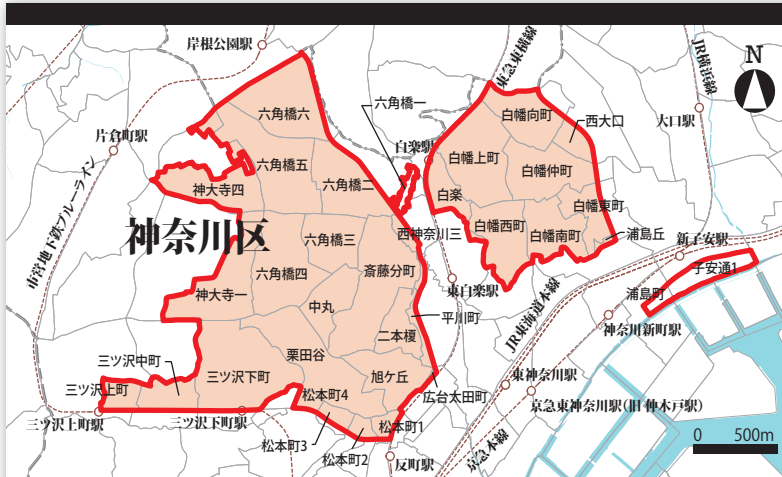 岸根公園駅
東急東横線
JR横浜線
N
六角橋一
六角橋六
白幡向町
西大口
大口駅
片倉町駅
白楽駅
六角橋五
白幡上町
白幡仲町
神大寺四
六角橋二
白楽
白幡東町
市営地下鉄ブルーライン
神奈川区
六角橋三
西神奈川三
白幡西町
白幡南町
浦島丘
新子安駅
六角橋四
斎藤分町
子安通1
神大寺一
東白楽駅
浦島町
中丸
平川町
JR東海道本線
神奈川新町駅
二本榎
三ツ沢中町
栗田谷
三ツ沢下町
旭ケ丘
東神奈川駅
三ツ沢上町
松本町4
広台太田町
京急東神奈川駅(旧 仲木戸駅)
三ツ沢上町駅
三ツ沢下町駅
松本町1
松本町3
松本町2
反町駅
京急本線
0 500m